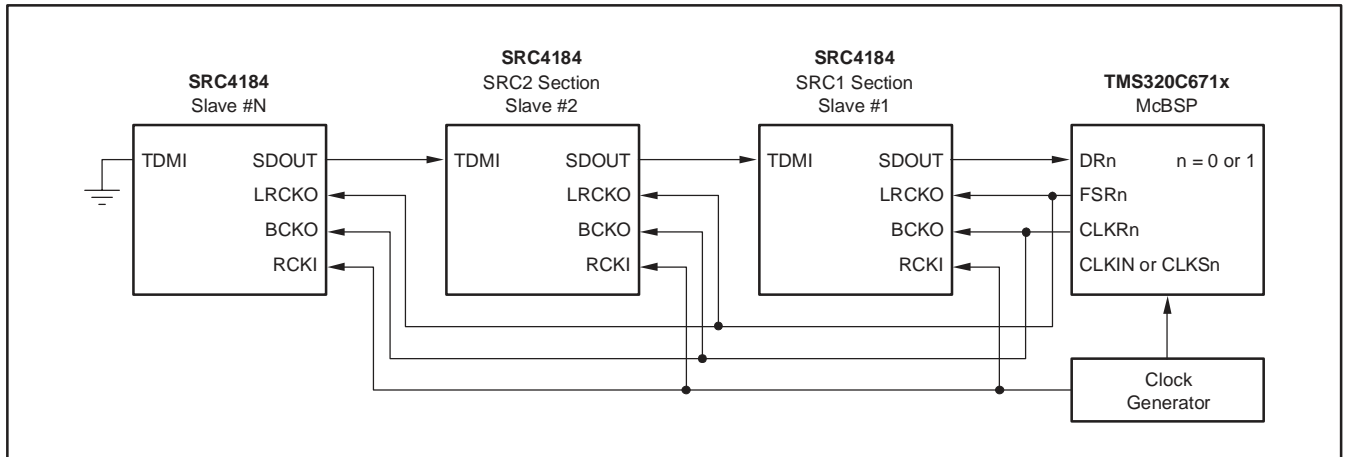 SRC4184
Slave #N
TDMI
SDOUT
LRCKO
BCKO
RCKI
SRC4184
SRC2 Section
Slave #2
TDMI
SDOUT
LRCKO
BCKO
RCKI
SRC4184
SRC1 Section
Slave #1
TDMI
SDOUT
LRCKO
BCKO
RCKI
TMS320C671x
McBSP
DRn
n = 0 or 1
FSRn
CLKRn
CLKIN or CLKSn
Clock
Generator